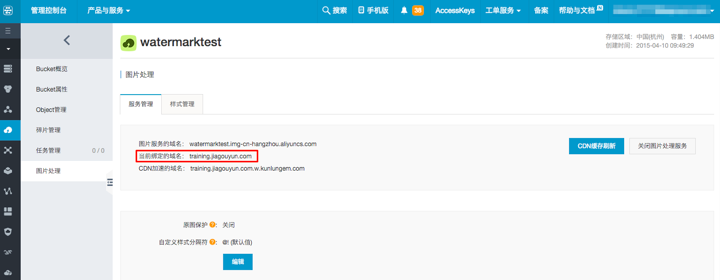 管理控制台 产品与服务 搜索 手机版 38 AccessKeys 工单服务 备案 帮助与文档 N
watermarktest
存储区域： 中国(杭州) 容量： 1.404MB
创建时间： 2015-04-10 09:49:29
图片处理
Bucket概览
Bucket属性
Object管理
碎片管理
任务管理 0 / 0
图片处理
服务管理 样式管理
图片服务的域名： watermarktest.img-cn-hangzhou.aliyuncs.com
当前绑定的域名： training.jiagouyun.com
CDN加速的域名： training.jiagouyun.com.w.kunlungem.com
CDN缓存刷新 关闭图片处理服务
原图保护 ?： 关闭
自定义样式分隔符 ?： @! (默认值)
编辑